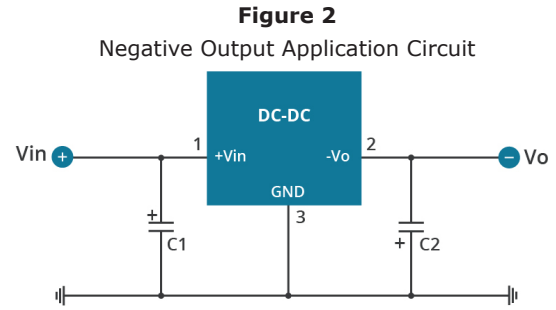 Figure 2
Negative Output Application Circuit
DC-DC
Vin +
1
+Vin
-Vo
2
− Vo
GND
3
+
C1
+
C2